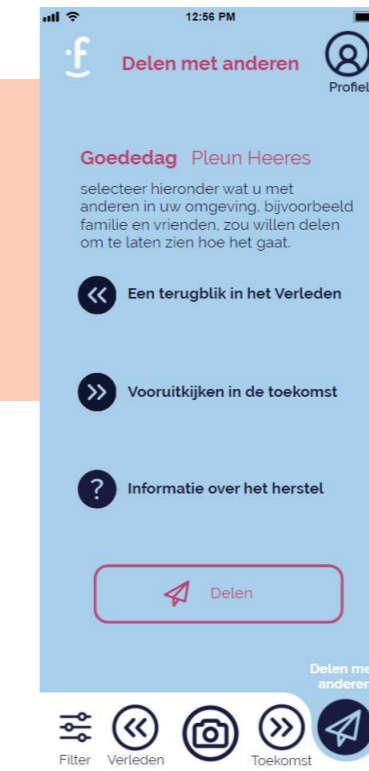 12:56 PM
f
Delen met anderen
Profiel
Goededag Pleun Heeres
selecteer hieronder wat u met
anderen in uw omgeving, bijvoorbeeld
familie en vrienden, zou willen delen
om te laten zien hoe het gaat.
Een terugblik in het Verleden
Vooruitkijken in de toekomst
? Informatie over het herstel
Delen
Delen me
anderen
Filter Verleden Toekomst